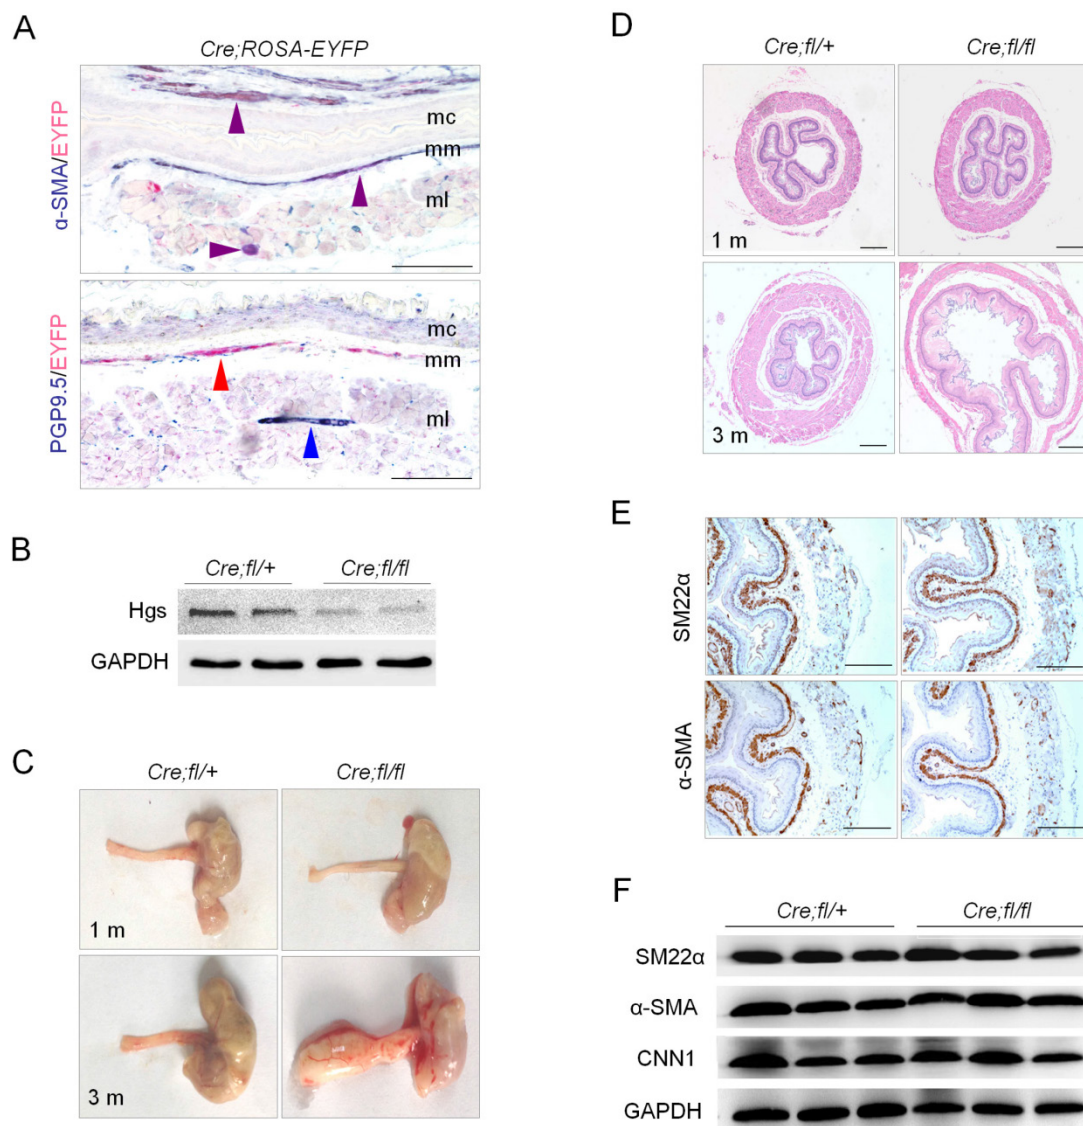 A
Cre;ROSA-EYFP
α-SMA/EYFP
mc
mm
ml
PGP9.5/EYFP
mc
mm
ml
B
Cre;fl/+ Cre;fl/fl
Hgs
GAPDH
C
Cre;fl/+ Cre;fl/fl
1 m
3 m
D
Cre;fl/+ Cre;fl/fl
1 m
3 m
E
SM22α
α-SMA
F
Cre;fl/+ Cre;fl/fl
SM22α
α-SMA
CNN1
GAPDH